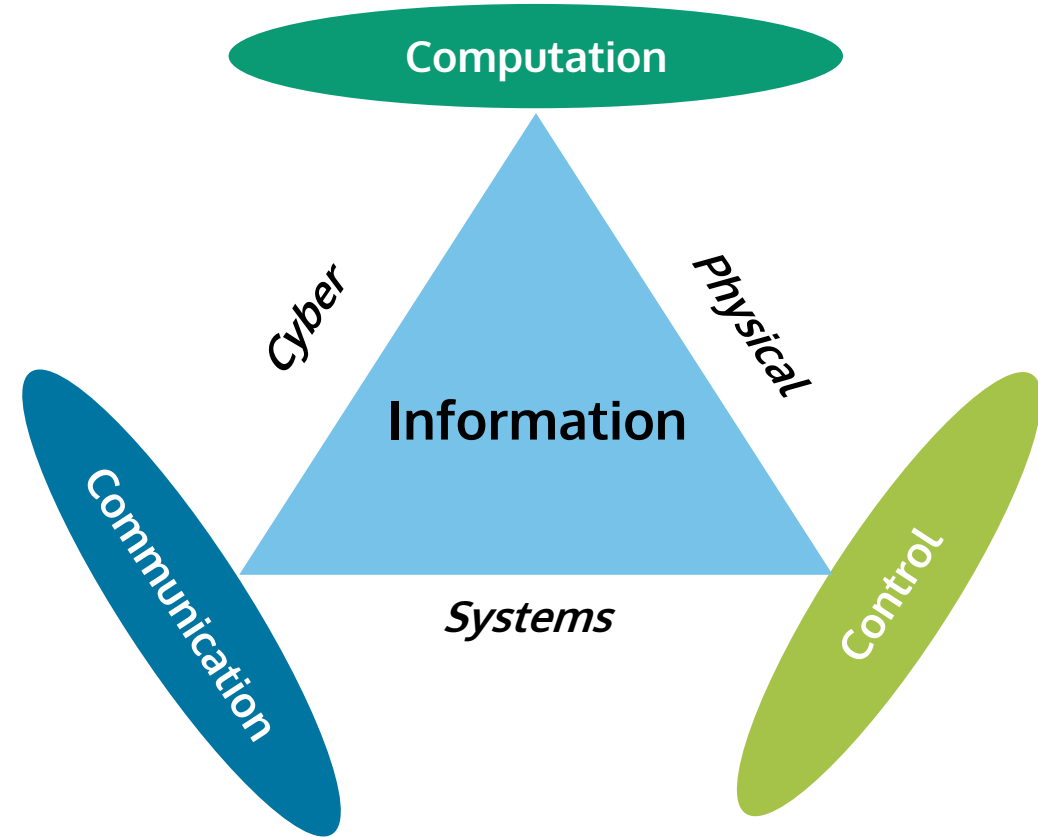 Computation
Cyber
Physical
Information
Communication
Control
Systems